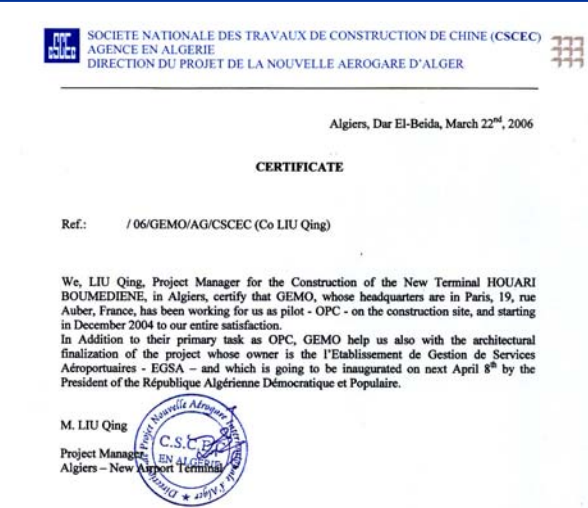 CSCEC
SOCIETE NATIONALE DES TRAVAUX DE CONSTRUCTION DE CHINE (CSCEC)
AGENCE EN ALGERIE
DIRECTION DU PROJET DE LA NOUVELLE AEROGARE D'ALGER
Algiers, Dar El-Beida, March 22nd, 2006
CERTIFICATE
Ref.: / 06/GEMO/AG/CSCEC (Co LIU Qing)
We, LIU Qing, Project Manager for the Construction of the New Terminal HOUARI
BOUMEDIENE, in Algiers, certify that GEMO, whose headquarters are in Paris, 19, rue
Auber, France, has been working for us as pilot - OPC - on the construction site, and starting
in December 2004 to our entire satisfaction.
In Addition to their primary task as OPC, GEMO help us also with the architectural
finalization of the project whose owner is the l'Etablissement de Gestion de Services
Aéroportuaires - EGSA – and which is going to be inaugurated on next April 8th by the
President of the République Algérienne Démocratique et Populaire.
M. LIU Qing
Project Manager
Algiers – New Airport Terminal
C.S.C.E.C
EN ALGERIE
Nouvelle Aérogare
d'Alger